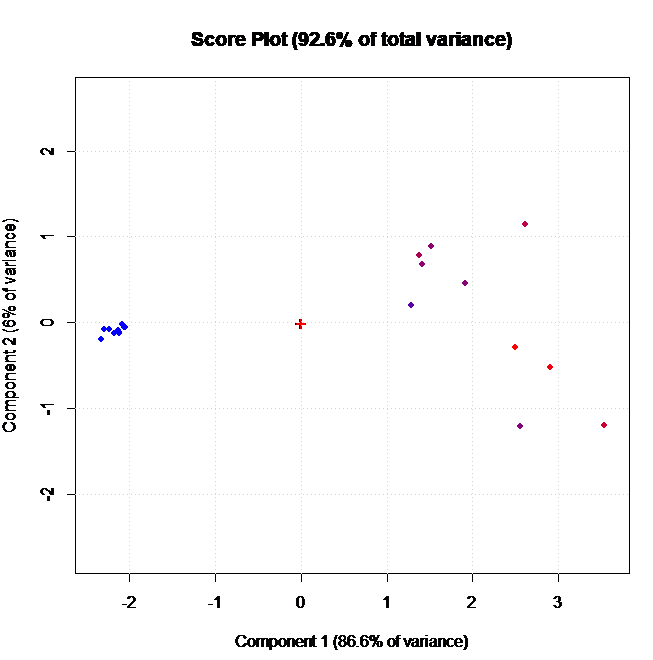 Score Plot (92.6% of total variance)
2
1
0
-1
-2
Component 2 (6% of variance)
-2 -1 0 1 2 3
Component 1 (86.6% of variance)